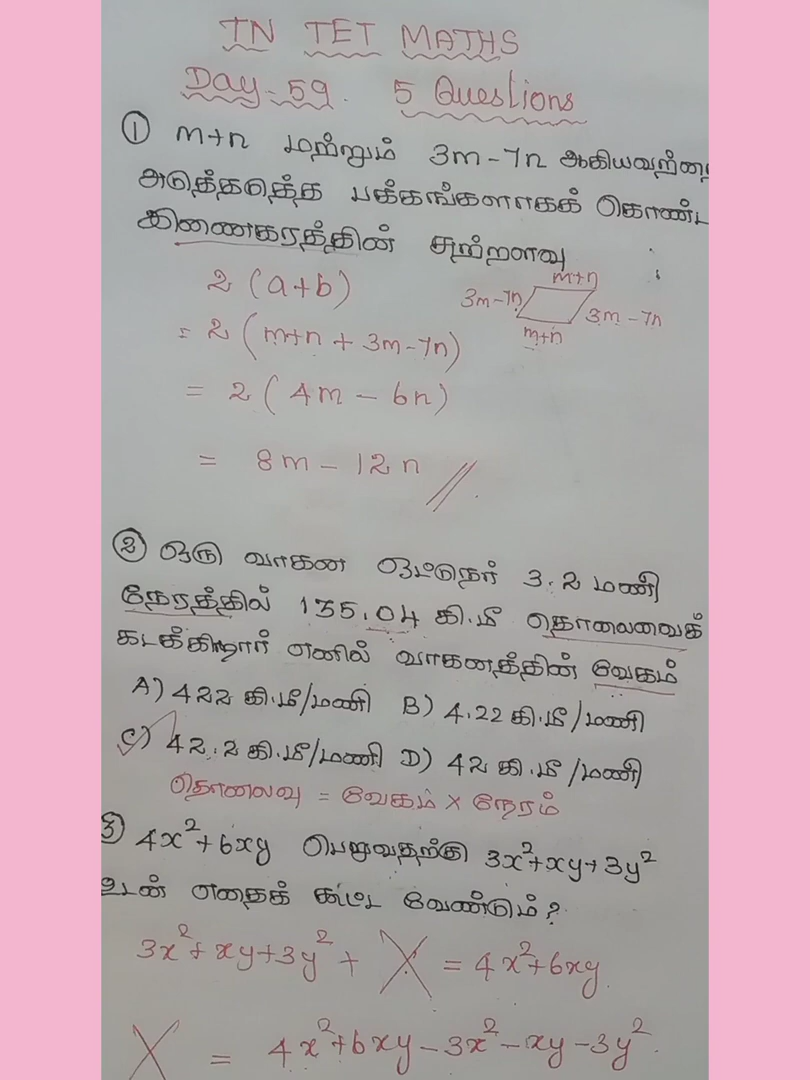 TN TET MATHS
Day-59. 5 Questions
① m+n மற்றும் 3m-7n ஆகியவற்றை
அடுத்தடுத்த பக்கங்களாகக் கொண்ட
இணைகரத்தின் சுற்றளவு
2(a+b)
m+n
3m-7n
3m-7n
m+n
= 2(m+n + 3m-7n)
= 2(4m - 6n)
= 8m - 12n //.
② ஒரு வாகன ஓட்டுநர் 3.2 மணி
நேரத்தில் 135.04 கி.மீ தொலைவைக்
கடக்கிறார் எனில் வாகனத்தின் வேகம்
A) 422 கி.மீ/மணி B) 4.22 கி.மீ/மணி
C) 42.2 கி.மீ/மணி D) 42 கி.மீ/மணி
தொலைவு = வேகம் × நேரம்
3) 4x²+6xy பெறுவதற்கு 3x²+xy+3y²
உடன் எதைக் கூட்ட வேண்டும்?
3x²+xy+3y² + X = 4x²+6xy.
X = 4x²+6xy-3x²-xy-3y².